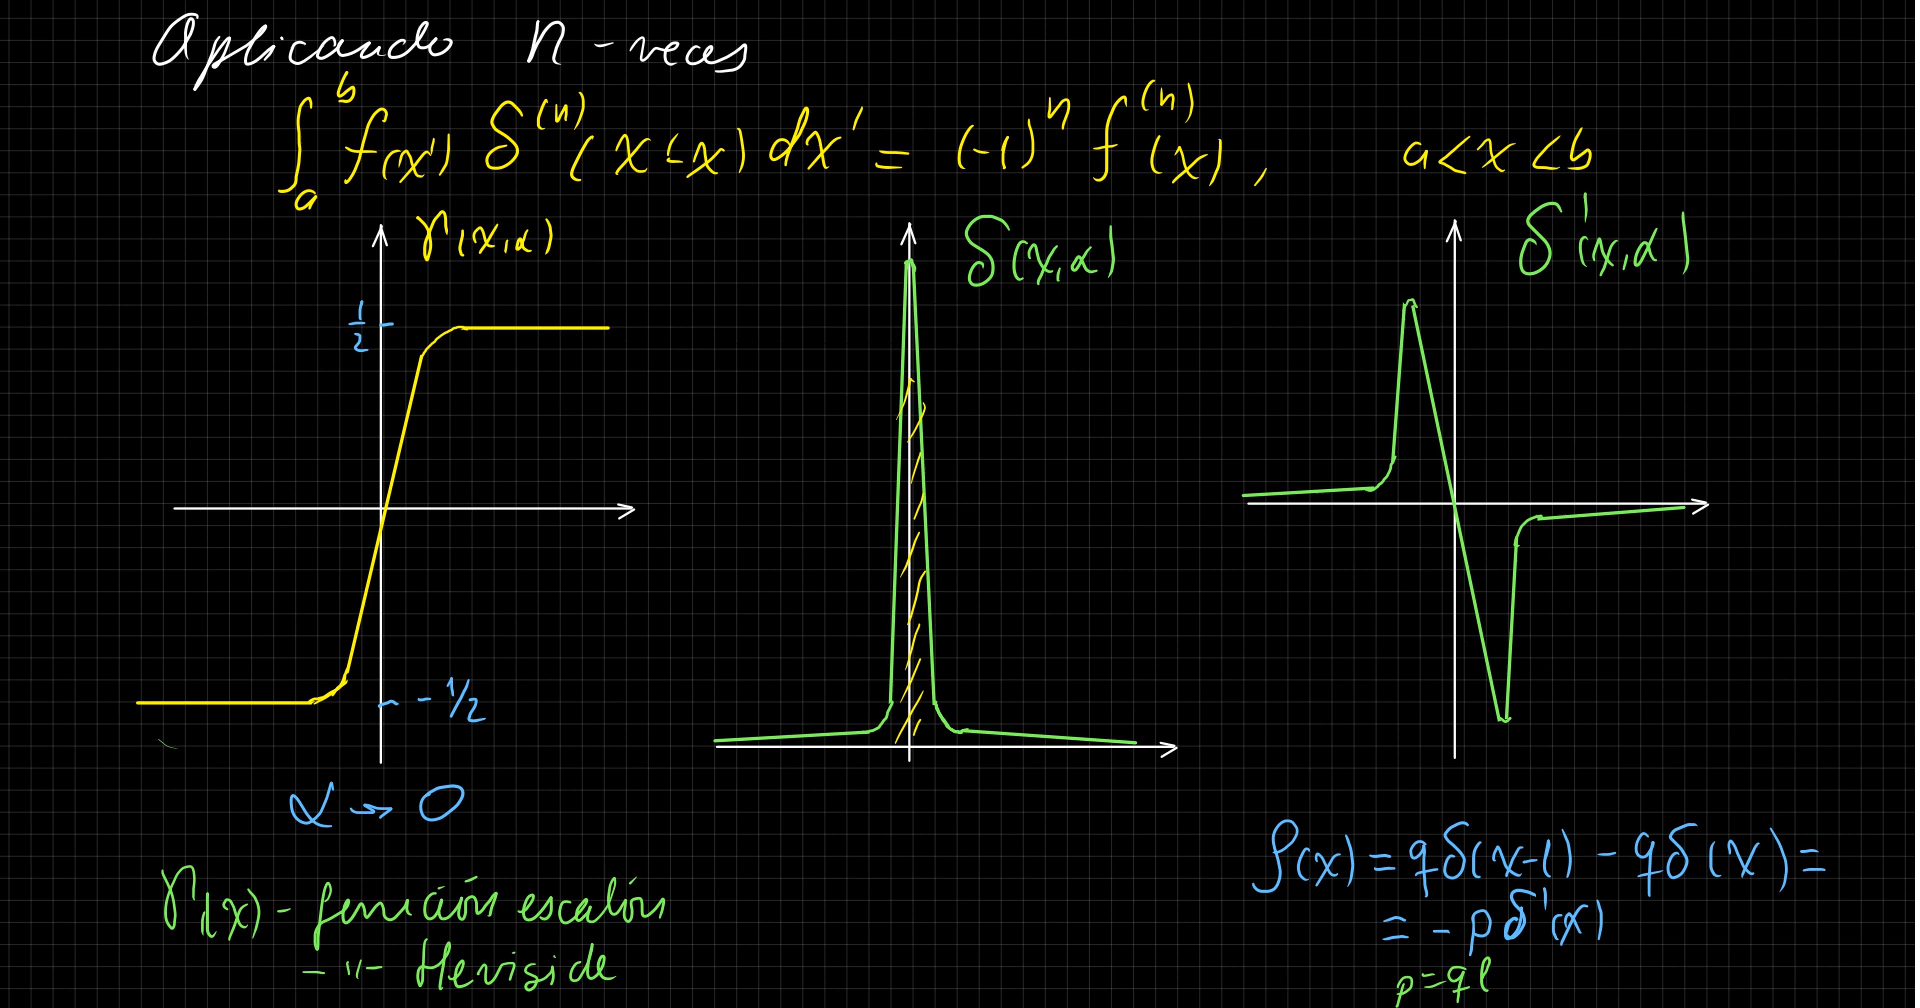 Aplicando n-veces
∫_a^b f(x') δ^(n)(x'-x) dx' = (-1)^n f^(n)(x), a<x<b
γ(x,α)
δ(x,α)
δ'(x,α)
1/2
- 1/2
α → 0
γ(x) - función escalón
-"- Heviside
ρ(x) = qδ(x-l) - qδ(x) =
= -pδ'(x)
p=ql